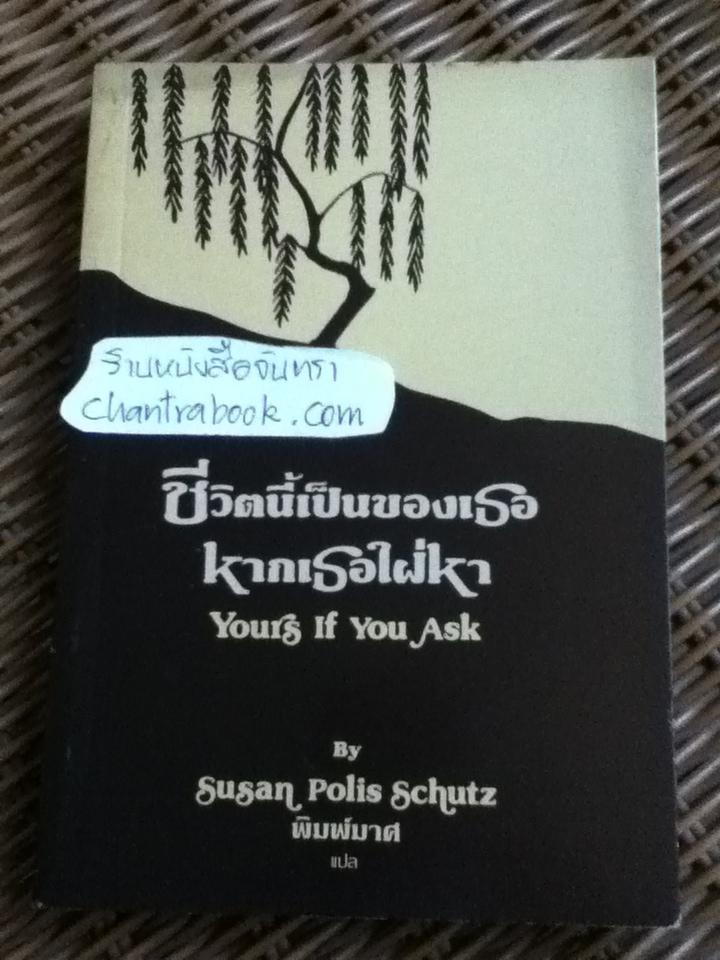 ร้านหนังสือจันทรา
chantrabook.com
ชีวิตนี้เป็นของเธอ
หากเธอใฝ่หา
Yours If You Ask
By
Susan Polis Schutz
พิมพ์มาศ
แปล